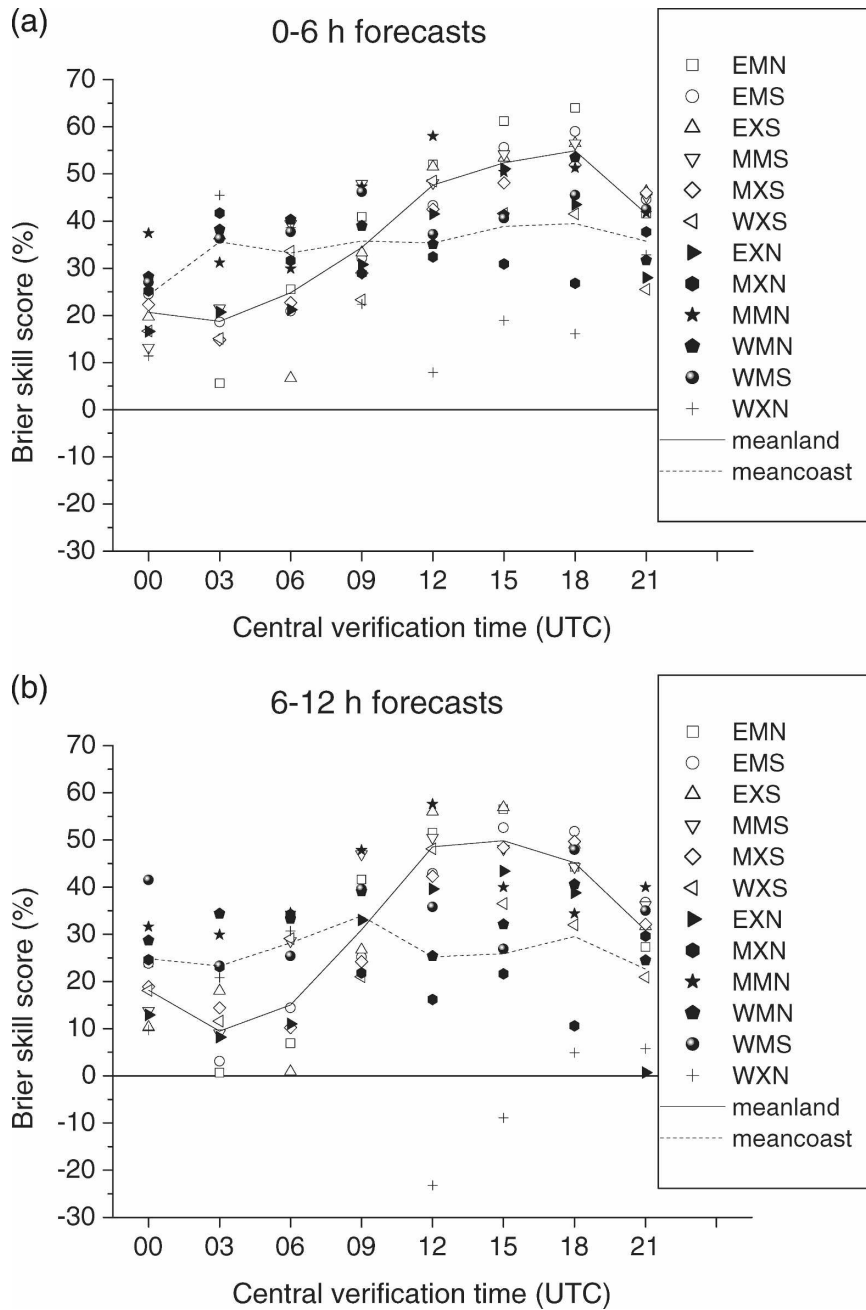 (a)
0-6 h forecasts
Brier skill score (%)
70
60
50
40
30
20
10
0
-10
-20
-30
00 03 06 09 12 15 18 21
Central verification time (UTC)
EMN
EMS
EXS
MMS
MXS
WXS
EXN
MXN
MMN
WMN
WMS
WXN
meanland
meancoast
(b)
6-12 h forecasts
Brier skill score (%)
70
60
50
40
30
20
10
0
-10
-20
-30
00 03 06 09 12 15 18 21
Central verification time (UTC)
EMN
EMS
EXS
MMS
MXS
WXS
EXN
MXN
MMN
WMN
WMS
WXN
meanland
meancoast